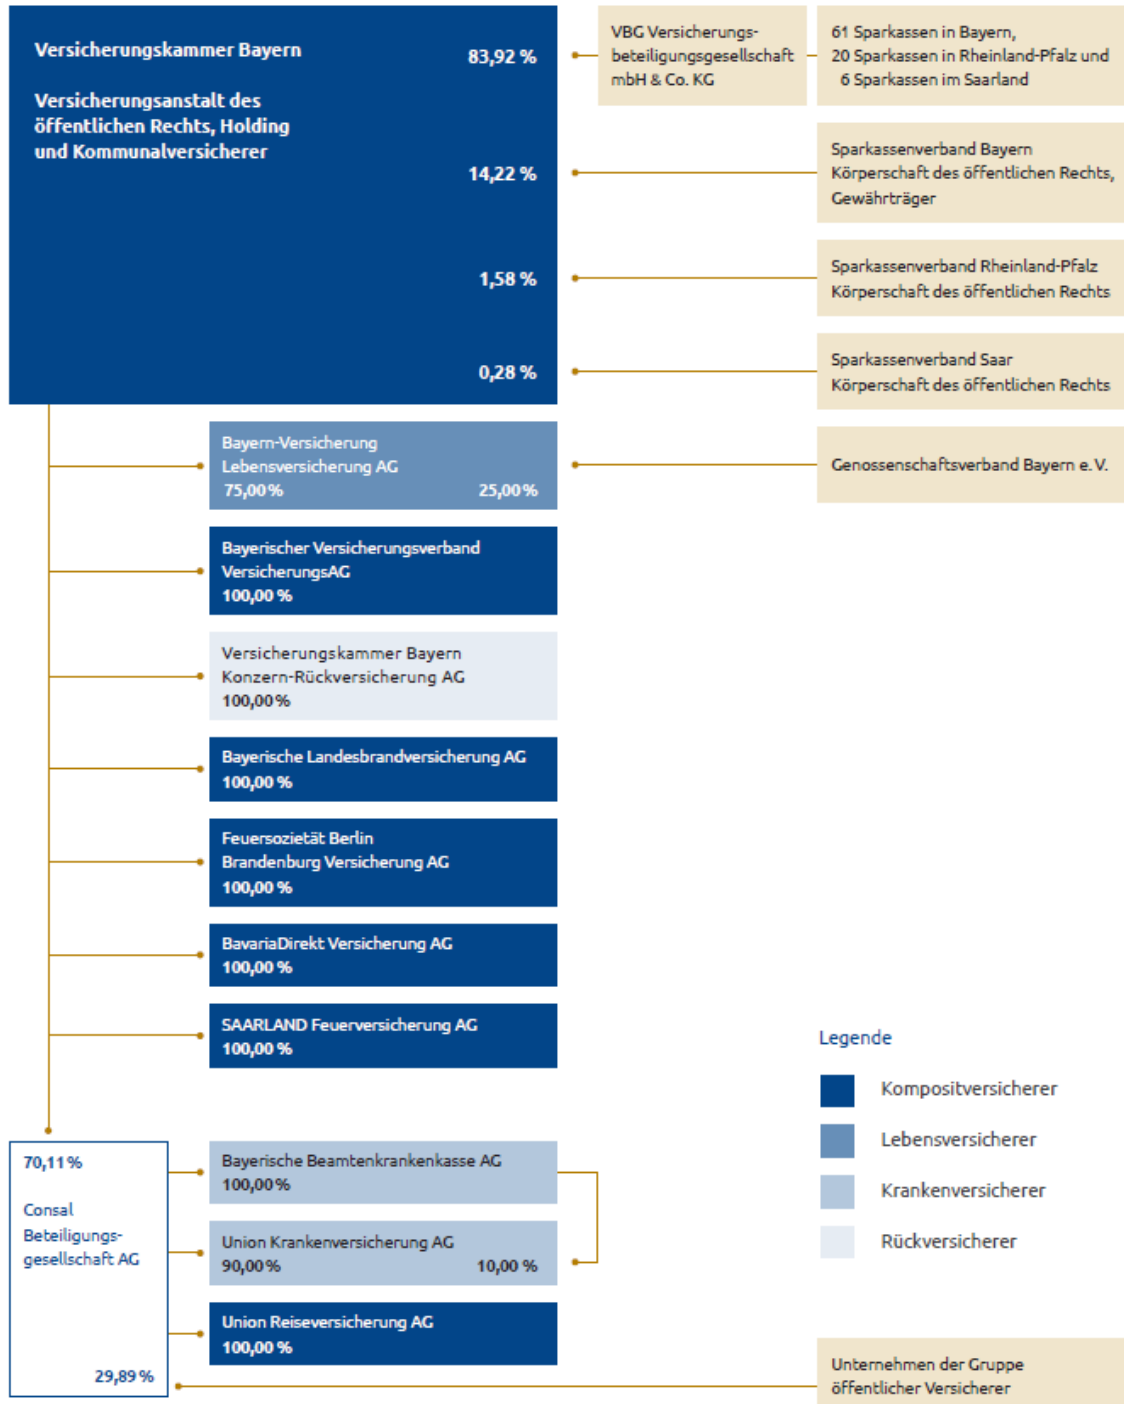 Versicherungskammer Bayern
83,92 %
Versicherungsanstalt des
öffentlichen Rechts, Holding
und Kommunalversicherer
14,22 %
1,58 %
0,28 %
VBG Versicherungs-
beteiligungsgesellschaft
mbH & Co. KG
61 Sparkassen in Bayern,
20 Sparkassen in Rheinland-Pfalz und
6 Sparkassen im Saarland
Sparkassenverband Bayern
Körperschaft des öffentlichen Rechts,
Gewährträger
Sparkassenverband Rheinland-Pfalz
Körperschaft des öffentlichen Rechts
Sparkassenverband Saar
Körperschaft des öffentlichen Rechts
Bayern-Versicherung
Lebensversicherung AG
75,00 % 25,00 %
Genossenschaftsverband Bayern e. V.
Bayerischer Versicherungsverband
VersicherungsAG
100,00 %
Versicherungskammer Bayern
Konzern-Rückversicherung AG
100,00 %
Bayerische Landesbrandversicherung AG
100,00 %
Feuersozietät Berlin
Brandenburg Versicherung AG
100,00 %
BavariaDirekt Versicherung AG
100,00 %
SAARLAND Feuerversicherung AG
100,00 %
Legende
Kompositversicherer
Lebensversicherer
Krankenversicherer
Rückversicherer
70,11 %
Consal
Beteiligungs-
gesellschaft AG
29,89 %
Bayerische Beamtenkrankenkasse AG
100,00 %
Union Krankenversicherung AG
90,00 % 10,00 %
Union Reiseversicherung AG
100,00 %
Unternehmen der Gruppe
öffentlicher Versicherer